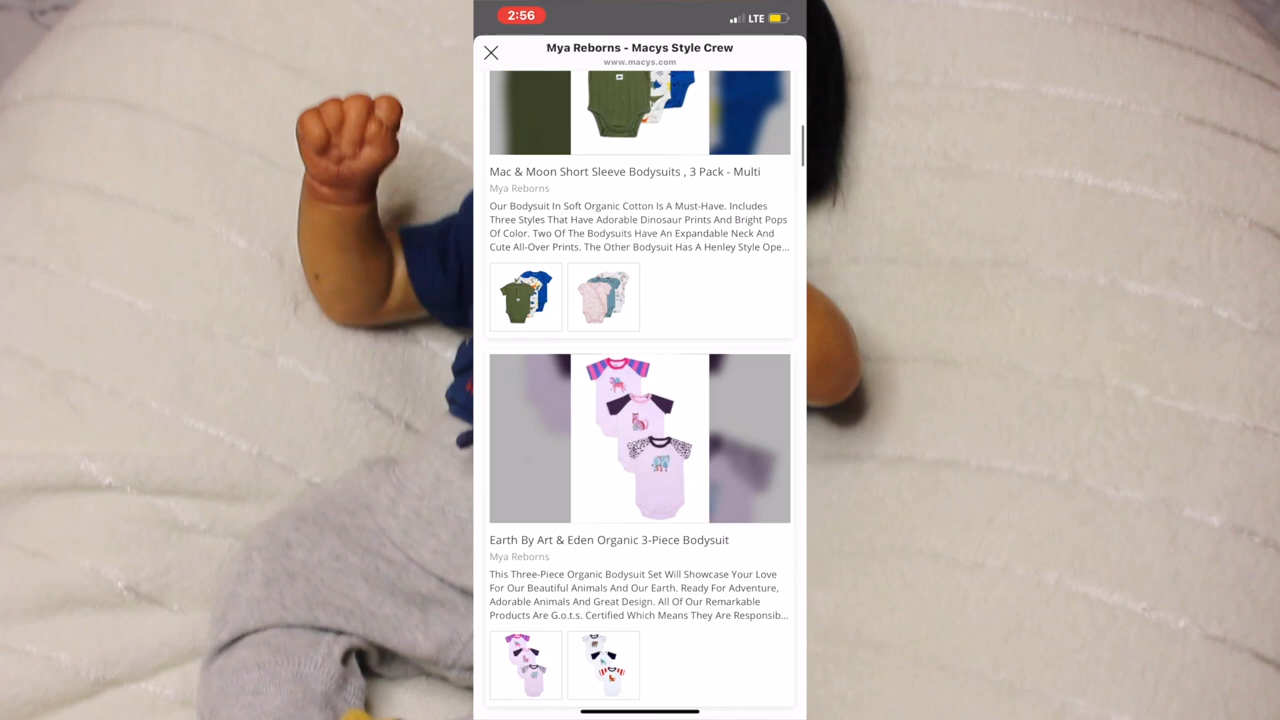 2:56
LTE
Mya Reborns - Macys Style Crew
www.macys.com
Mac & Moon Short Sleeve Bodysuits , 3 Pack - Multi
Mya Reborns
Our Bodysuit In Soft Organic Cotton Is A Must-Have. Includes
Three Styles That Have Adorable Dinosaur Prints And Bright Pops
Of Color. Two Of The Bodysuits Have An Expandable Neck And
Cute All-Over Prints. The Other Bodysuit Has A Henley Style Ope...
Earth By Art & Eden Organic 3-Piece Bodysuit
Mya Reborns
This Three-Piece Organic Bodysuit Set Will Showcase Your Love
For Our Beautiful Animals And Our Earth. Ready For Adventure,
Adorable Animals And Great Design. All Of Our Remarkable
Products Are G.o.t.s. Certified Which Means They Are Responsib...